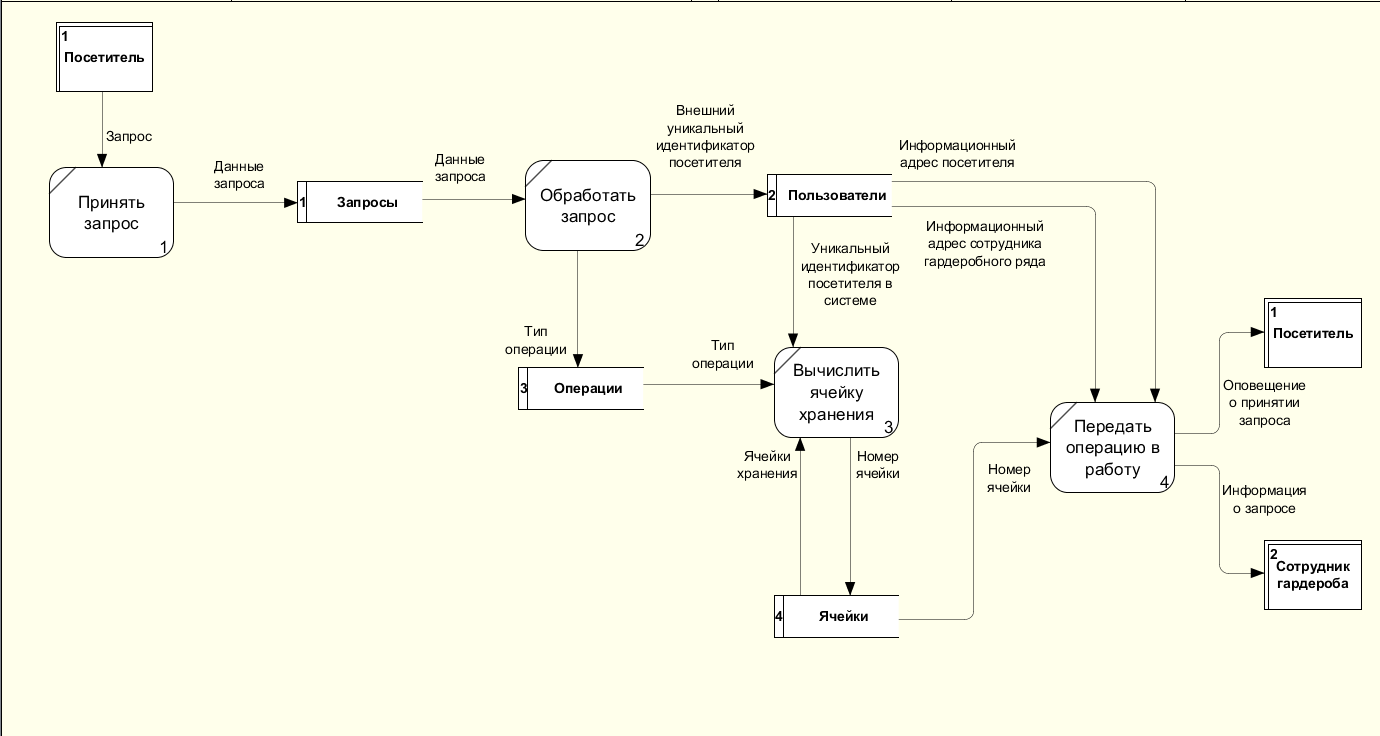 1
Посетитель
Запрос
Принять
запрос
1
Данные
запроса
1
Запросы
Данные
запроса
Обработать
запрос
2
Внешний
уникальный
идентификатор
посетителя
2
Пользователи
Информационный
адрес посетителя
Информационный
адрес сотрудника
гардеробного ряда
Уникальный
идентификатор
посетителя в
системе
Тип
операции
3
Операции
Тип
операции
Вычислить
ячейку
хранения
3
Ячейки
хранения
Номер
ячейки
4
Ячейки
Номер
ячейки
Передать
операцию в
работу
4
Оповещение
о принятии
запроса
1
Посетитель
Информация
о запросе
2
Сотрудник
гардероба